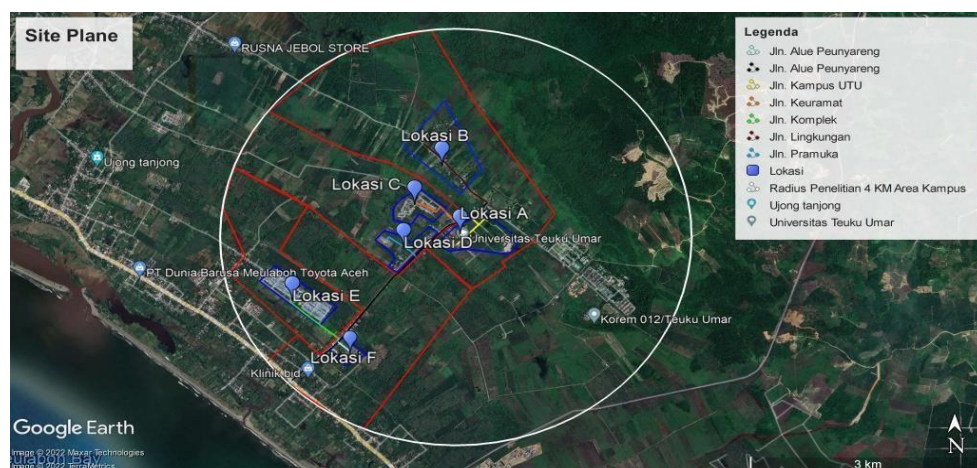 Site Plane
RUSNA JEBOL STORE
Ujong tanjong
Lokasi B
Lokasi C
Lokasi A
Lokasi D
Universitas Teuku Umar
PT Dunia Barusa Meulaboh Toyota Aceh
Lokasi E
Korem 012/Teuku Umar
Lokasi F
Klinik bjd
Legenda
Jln. Alue Peunyareng
Jln. Alue Peunyareng
Jln. Kampus UTU
Jln. Keuramat
Jln. Komplek
Jln. Lingkungan
Jln. Pramuka
Lokasi
Radius Penelitian 4 KM Area Kampus
Ujong tanjong
Universitas Teuku Umar
Google Earth
Image © 2022 Maxar Technologies
Image © 2022 TerraMetrics
Bay
N
3 km